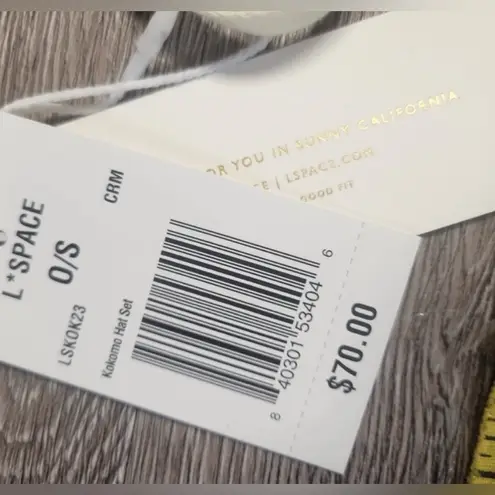 L*SPACE
O/S
CRM
LSKOK23
Kokomo Hat Set
8 40301 53404 6
$70.00
OR YOU IN SUNNY CALIFORNIA
| LSPACE.COM
GOOD FIT